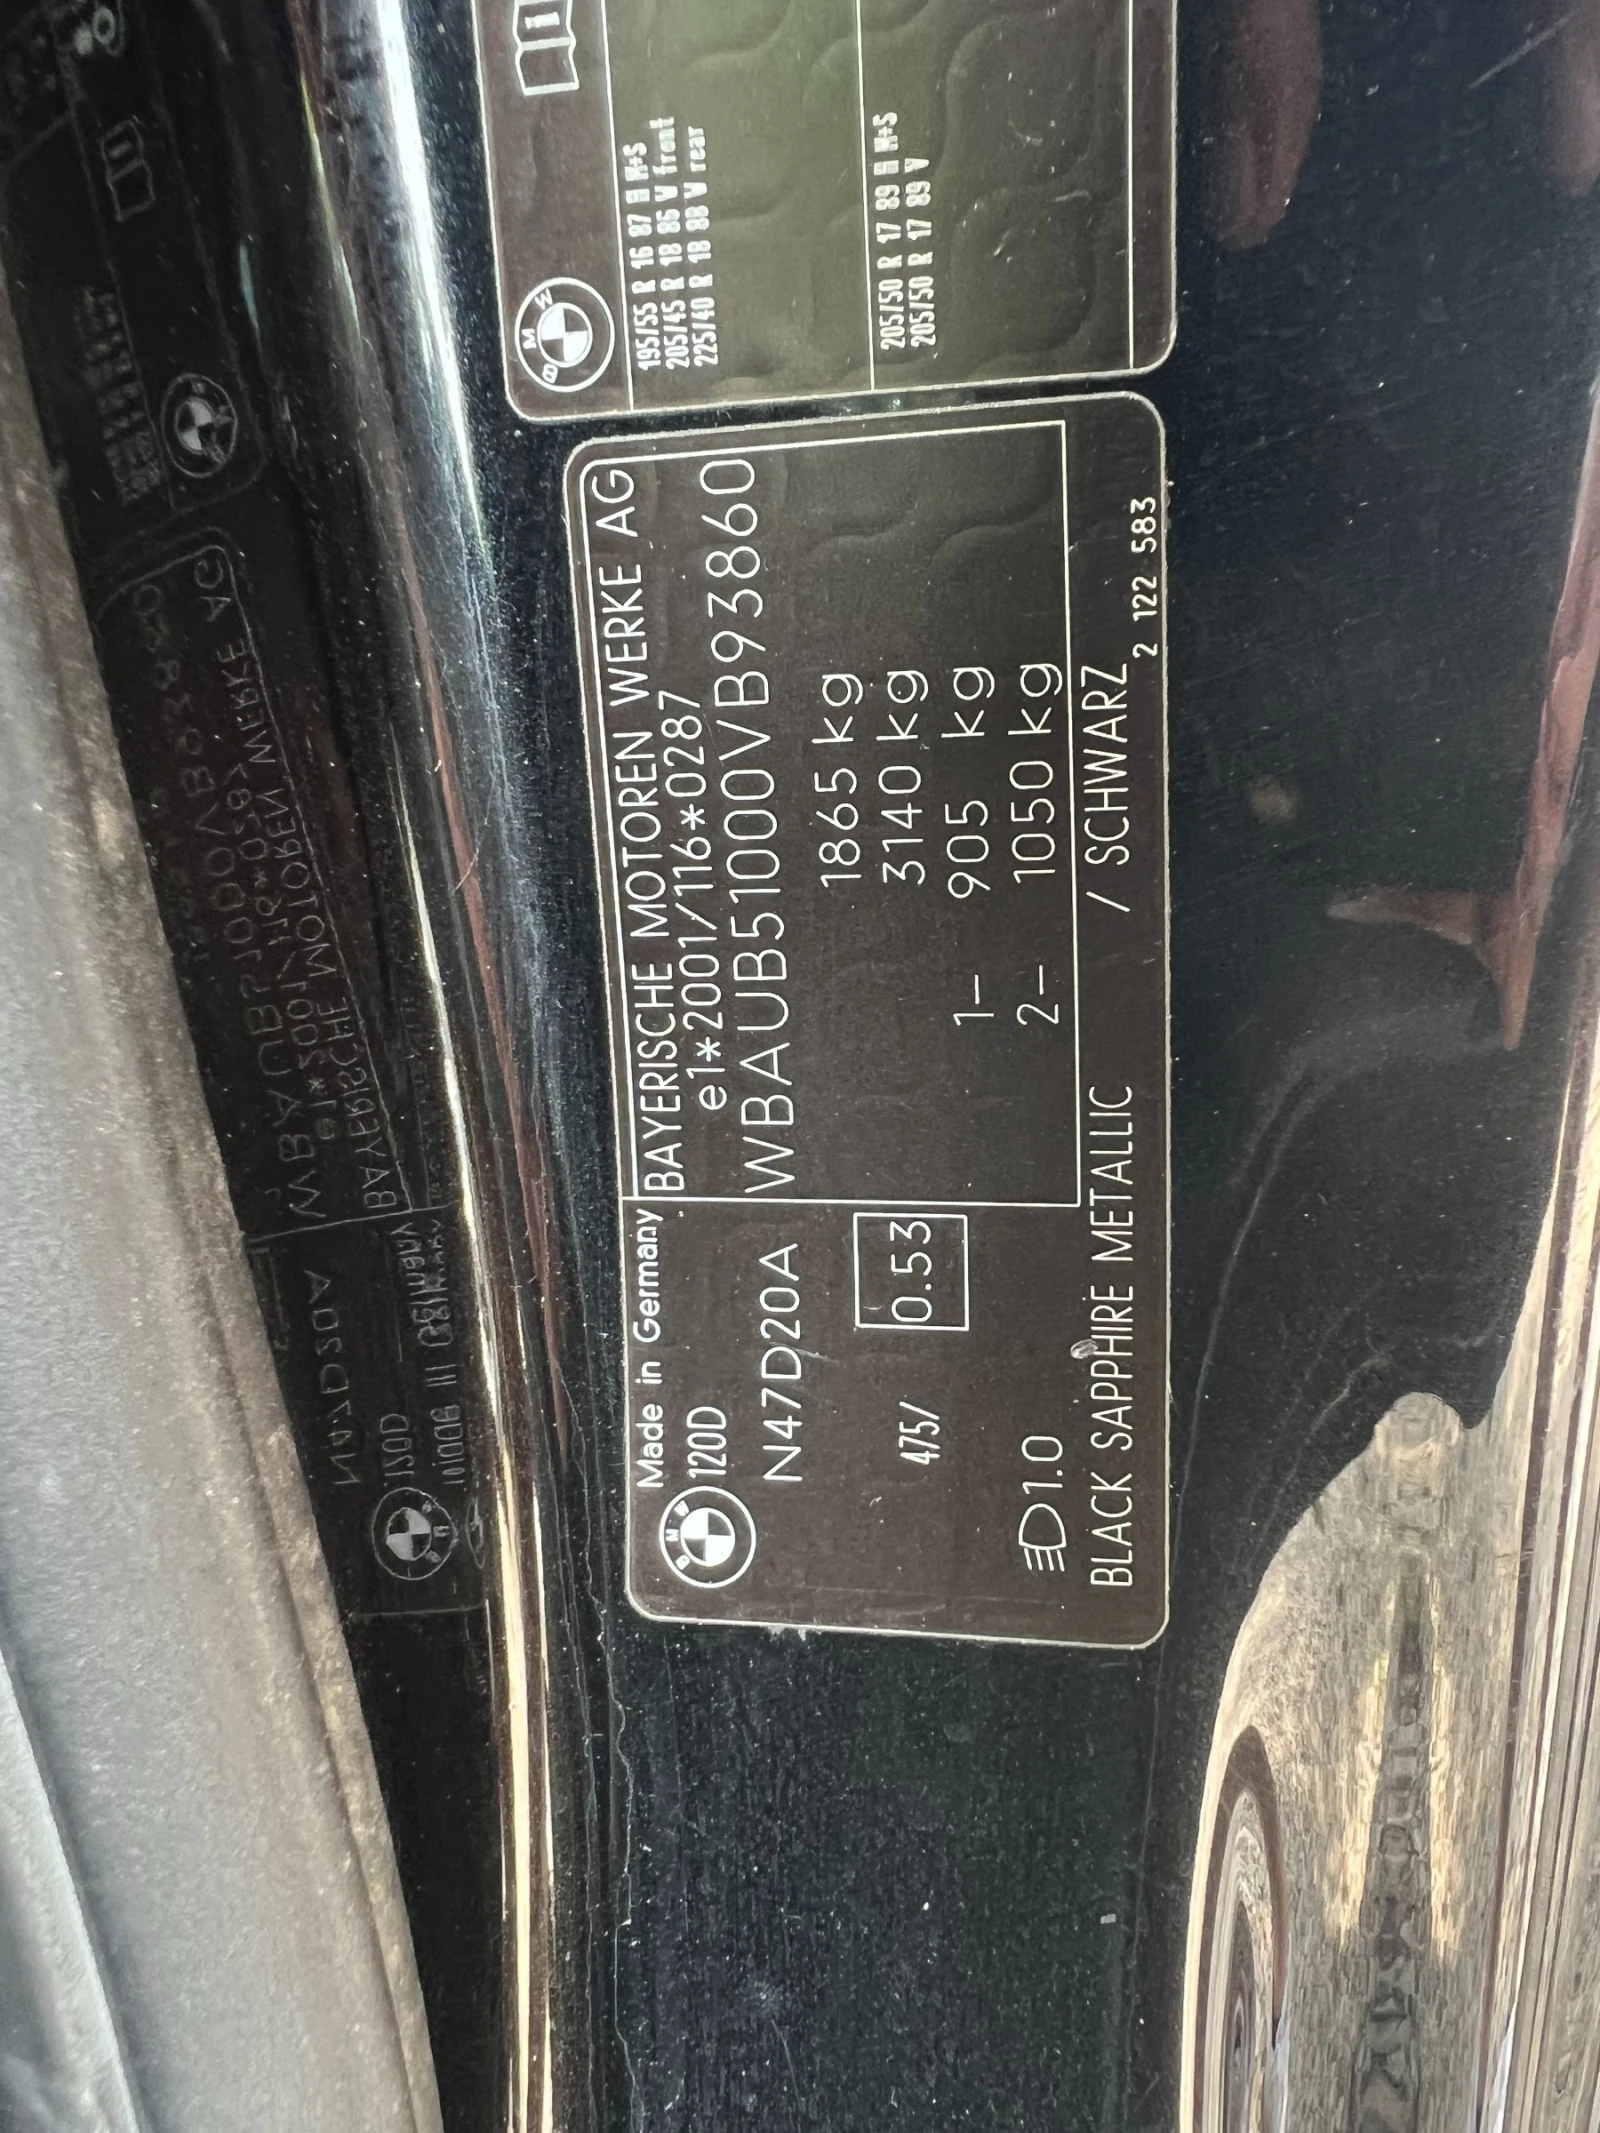 Made in Germany
BAYERISCHE MOTOREN WERKE AG
120D
e1*2001/116*0287
N47D20A
WBAUB51000VB93860
1865 kg
475/
0.53
3140 kg
1- 905 kg
1.0
2- 1050 kg
BLACK SAPPHIRE METALLIC / SCHWARZ
2 122 583
BMW
195/55 R 16 87 H M+S
205/45 R 18 86 V front
225/40 R 18 88 V rear
205/50 R 17 89 H M+S
205/50 R 17 89 V